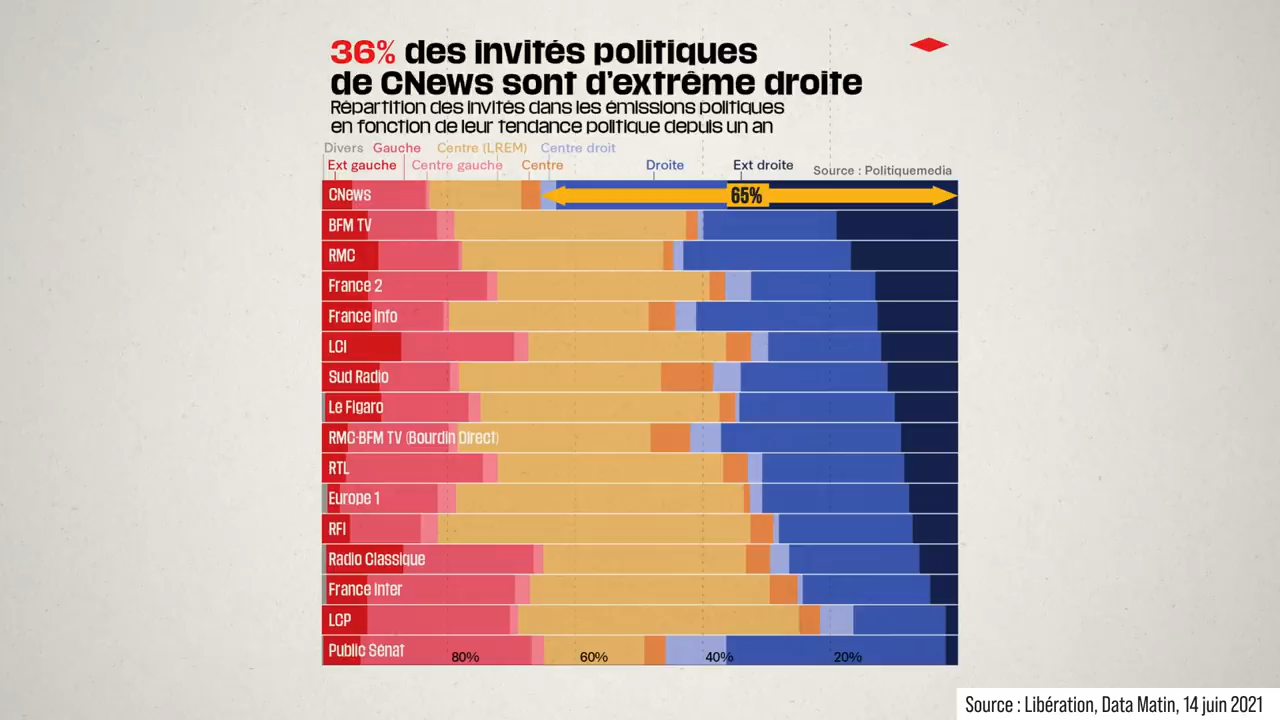 36% des invités politiques
de CNews sont d'extrême droite
Répartition des invités dans les émissions politiques
en fonction de leur tendance politique depuis un an
Divers Gauche Centre (LREM) Centre droit
Ext gauche Centre gauche Centre Droite Ext droite Source : Politiquemedia
CNews 65%
BFM TV
RMC
France 2
France Info
LCI
Sud Radio
Le Figaro
RMC-BFM TV (Bourdin Direct)
RTL
Europe 1
RFI
Radio Classique
France Inter
LCP
Public Sénat 80% 60% 40% 20%
Source : Libération, Data Matin, 14 juin 2021